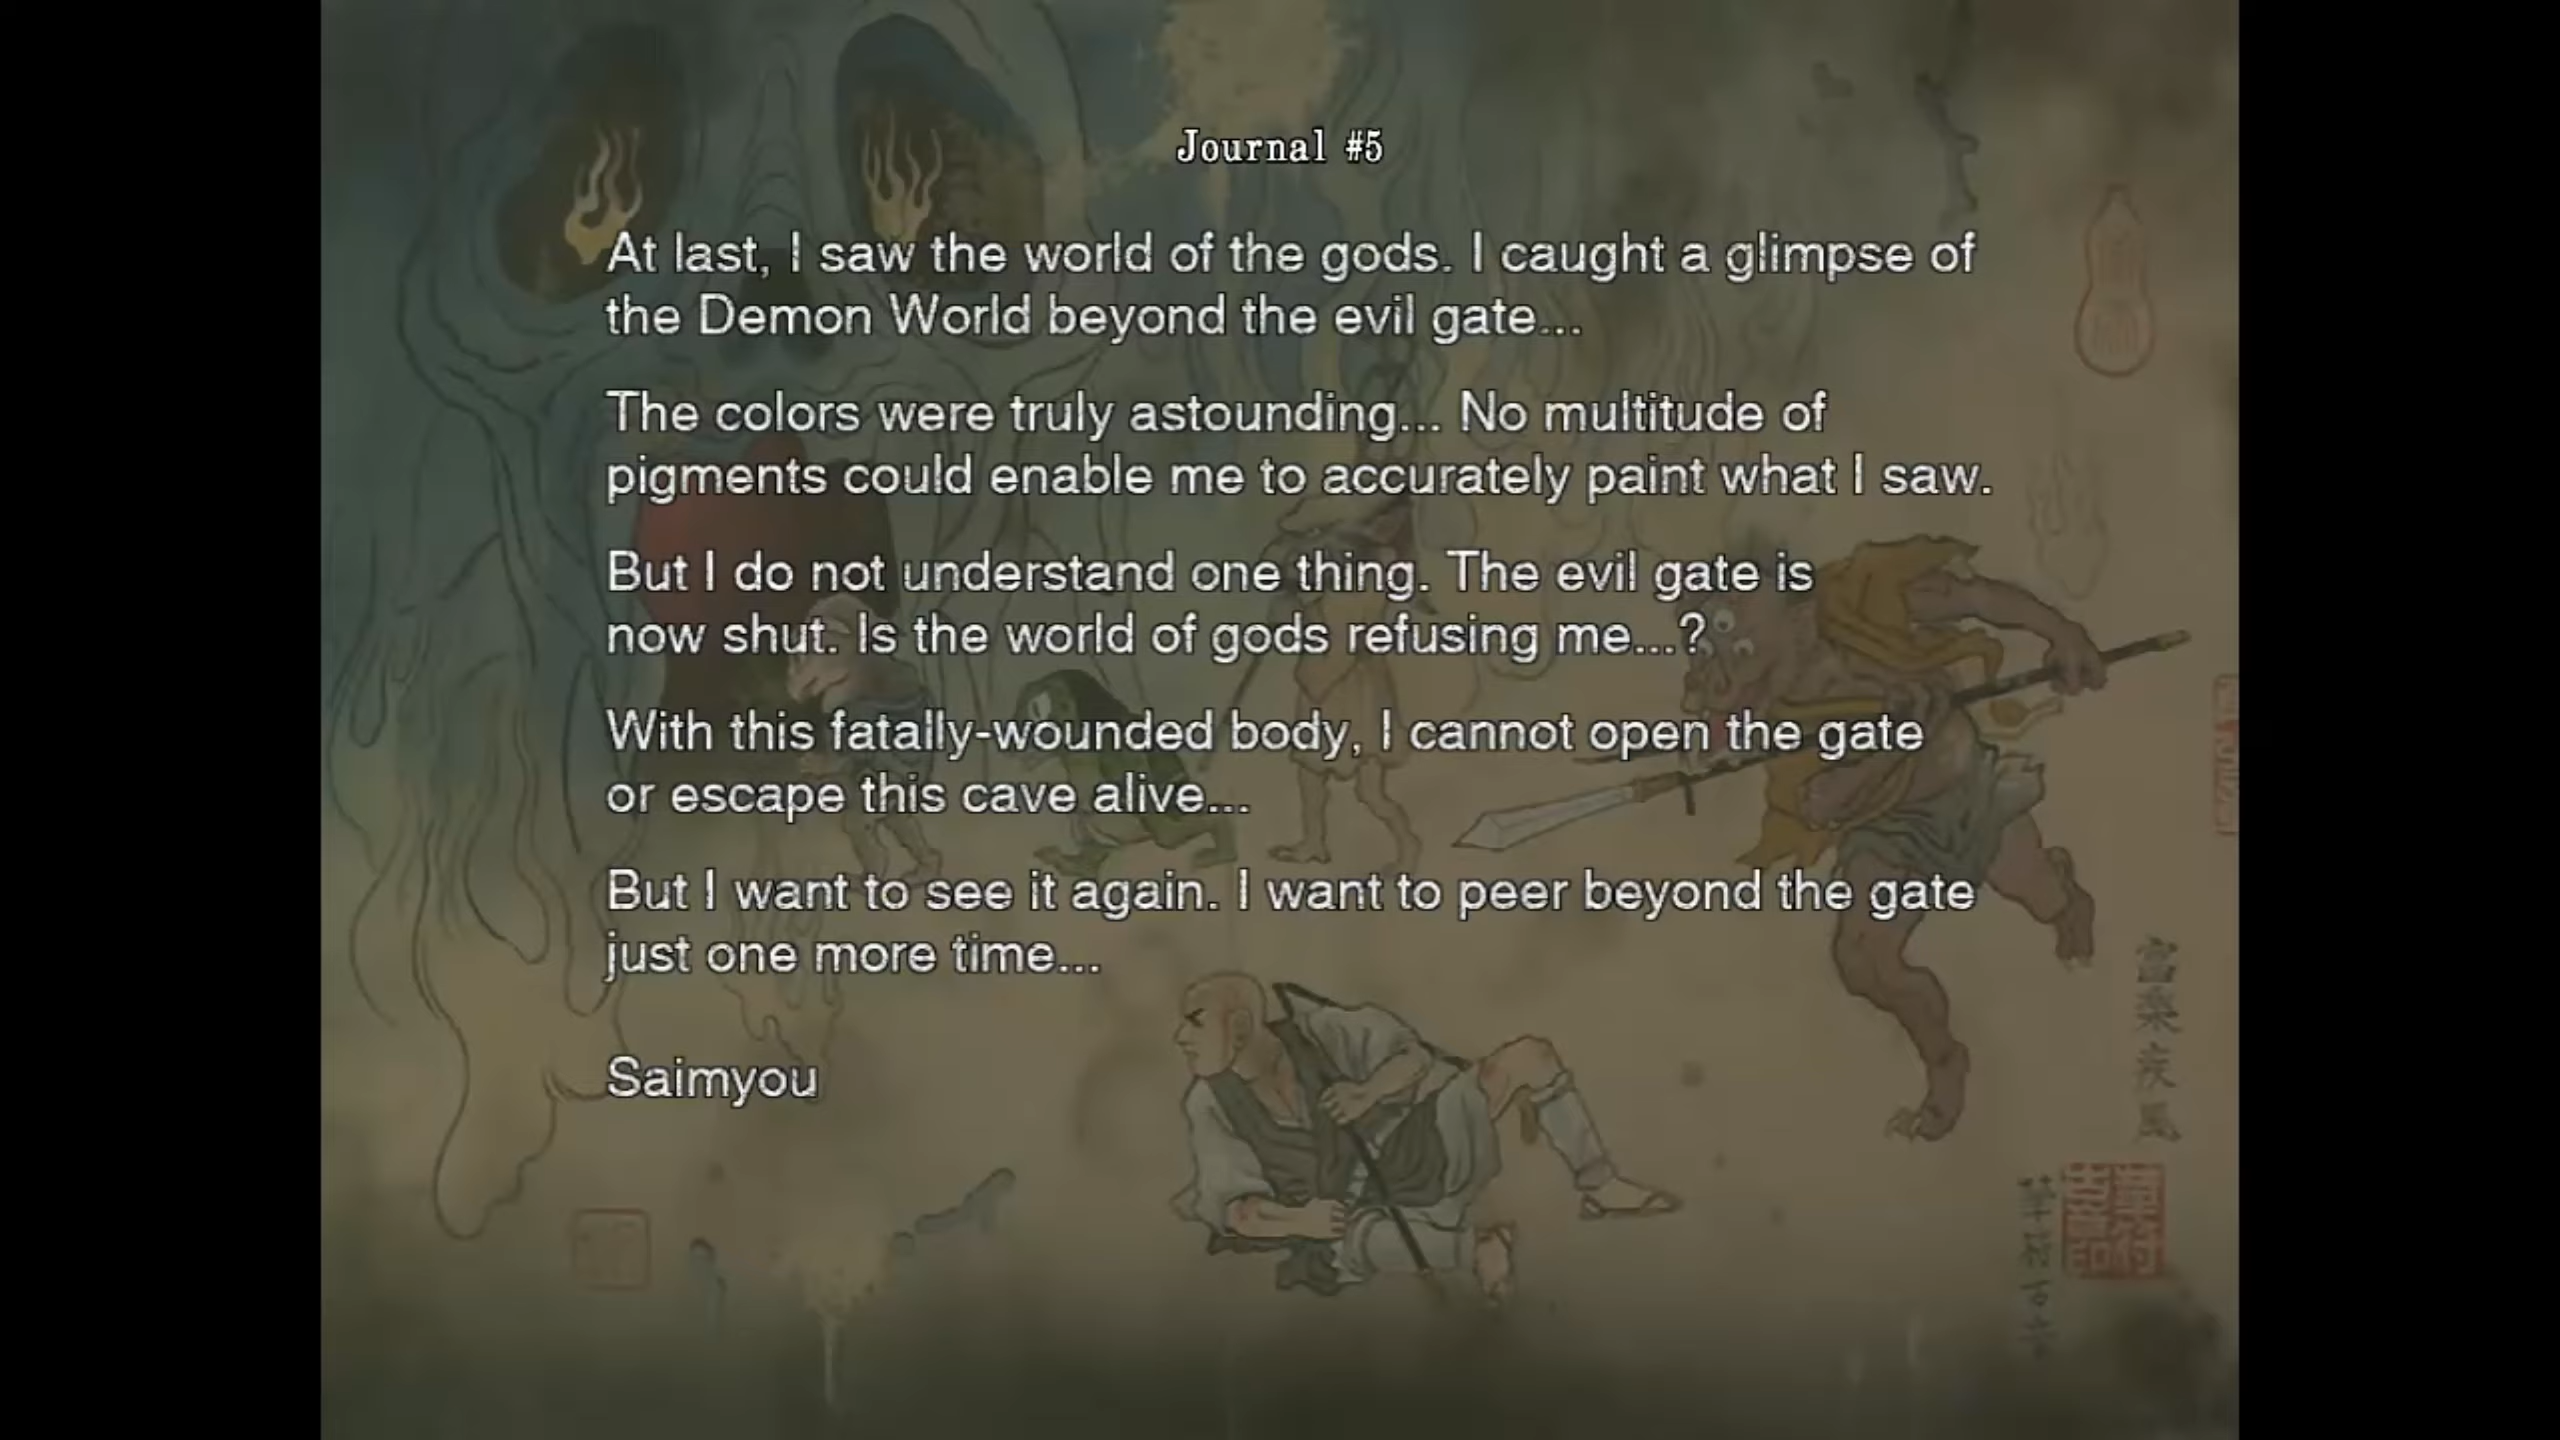 Journal #5
At last, I saw the world of the gods. I caught a glimpse of
the Demon World beyond the evil gate...
The colors were truly astounding... No multitude of
pigments could enable me to accurately paint what I saw.
But I do not understand one thing. The evil gate is
now shut. Is the world of gods refusing me...?
With this fatally-wounded body, I cannot open the gate
or escape this cave alive...
But I want to see it again. I want to peer beyond the gate
just one more time...
Saimyou